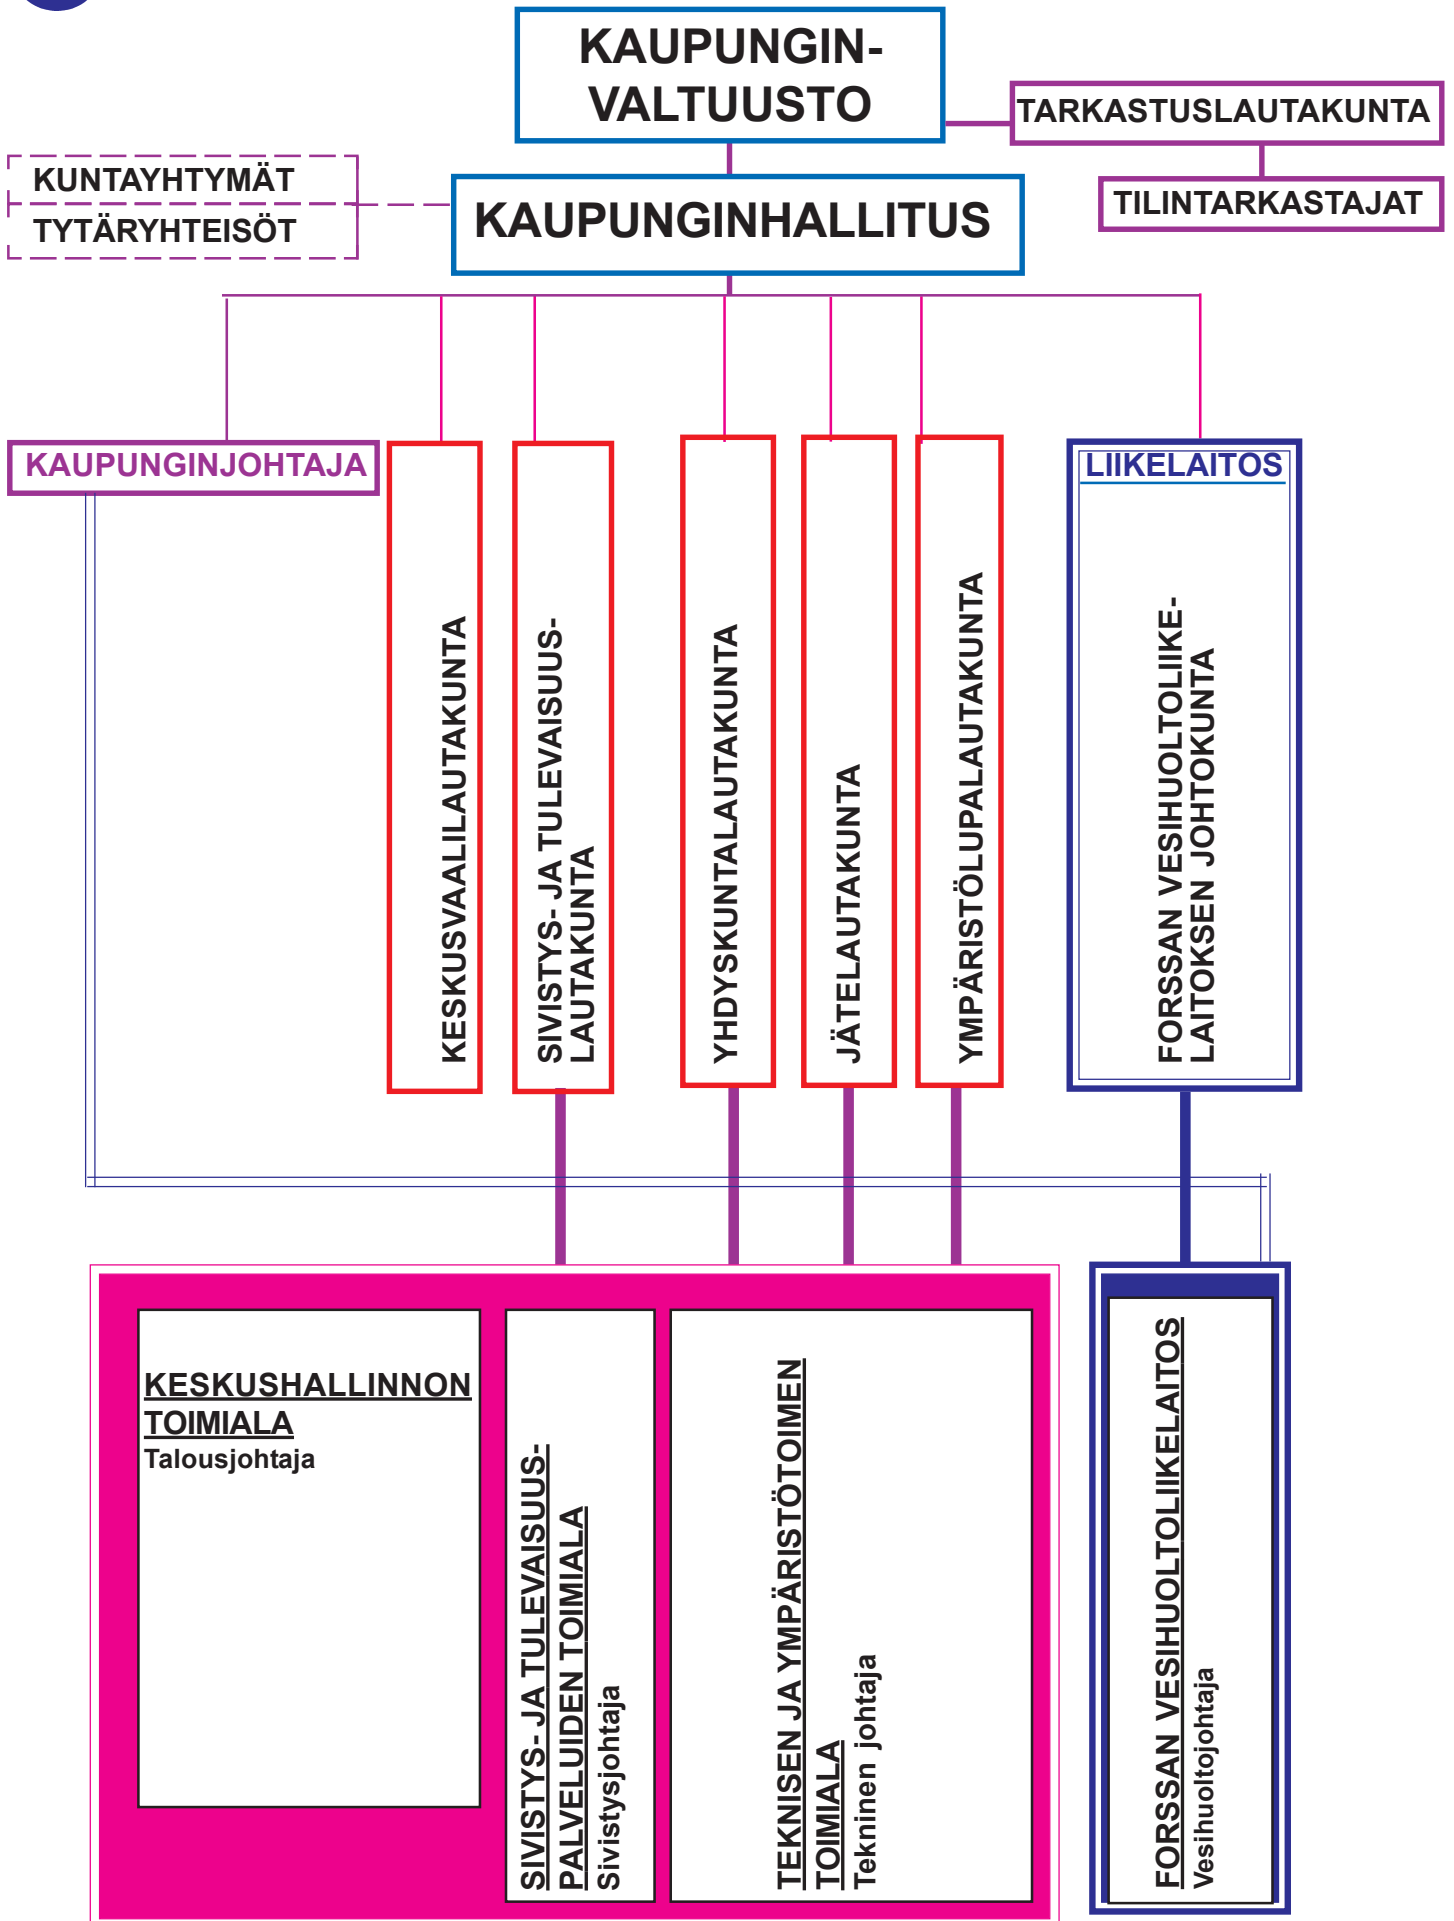 KAUPUNGIN-
VALTUUSTO
TARKASTUSLAUTAKUNTA
KUNTAYHTYMÄT
TYTÄRYHTEISÖT
KAUPUNGINHALLITUS
TILINTARKASTAJAT
KAUPUNGINJOHTAJA
KESKUSVAALILAUTAKUNTA
SIVISTYS- JA TULEVAISUUS-
LAUTAKUNTA
YHDYSKUNTALAUTAKUNTA
JÄTELAUTAKUNTA
YMPÄRISTÖLUPALAUTAKUNTA
LIIKELAITOS
FORSSAN VESIHUOLTOLIIKE-
LAITOKSEN JOHTOKUNTA
KESKUSHALLINNON
TOIMIALA
Talousjohtaja
SIVISTYS- JA TULEVAISUUS-
PALVELUIDEN TOIMIALA
Sivistysjohtaja
TEKNISEN JA YMPÄRISTÖTOIMEN
TOIMIALA
Tekninen johtaja
FORSSAN VESIHUOLTOLIIKELAITOS
Vesihuoltojohtaja